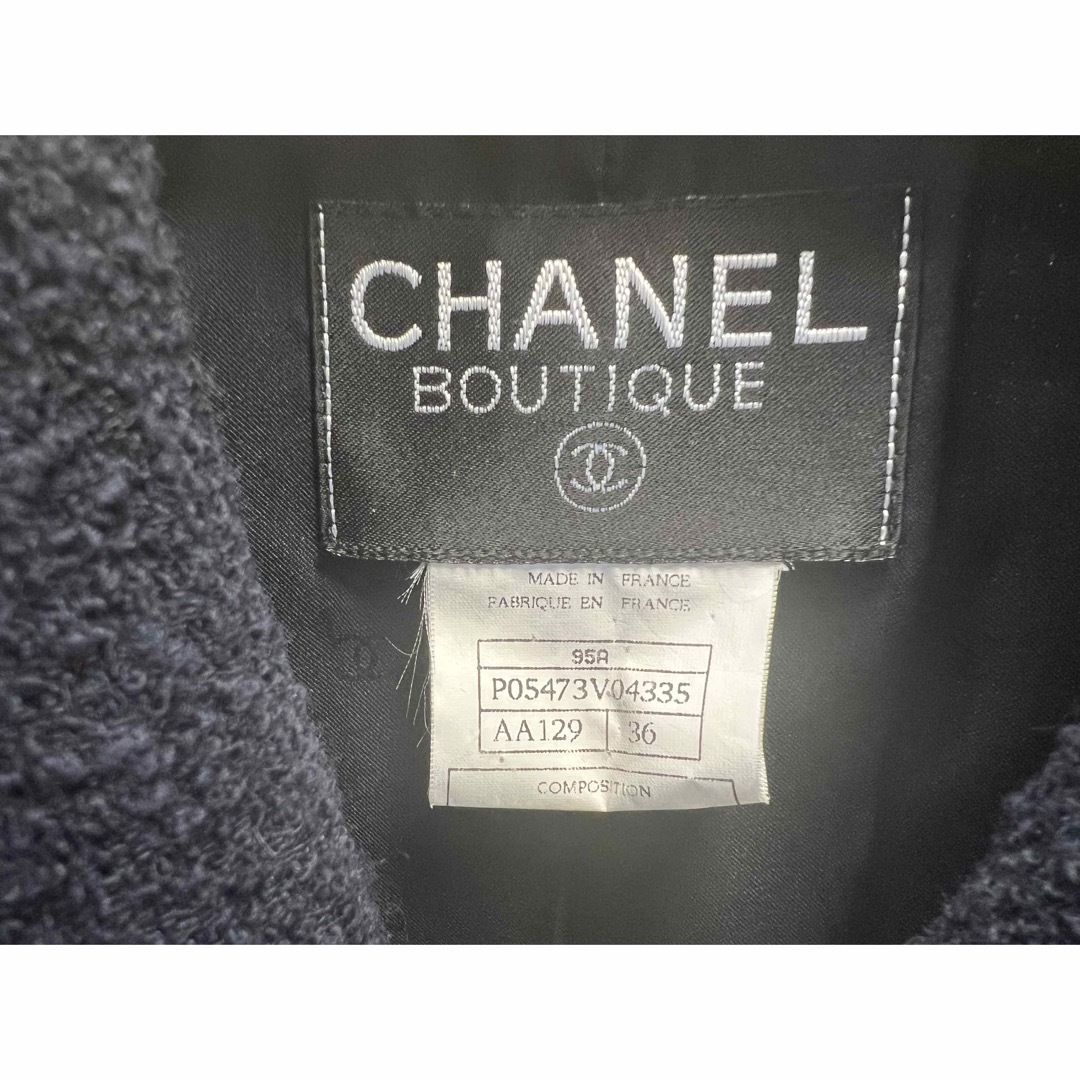 CHANEL
BOUTIQUE
MADE IN FRANCE
FABRIQUE EN FRANCE
95A
P05473V04335
AA129 36
COMPOSITION